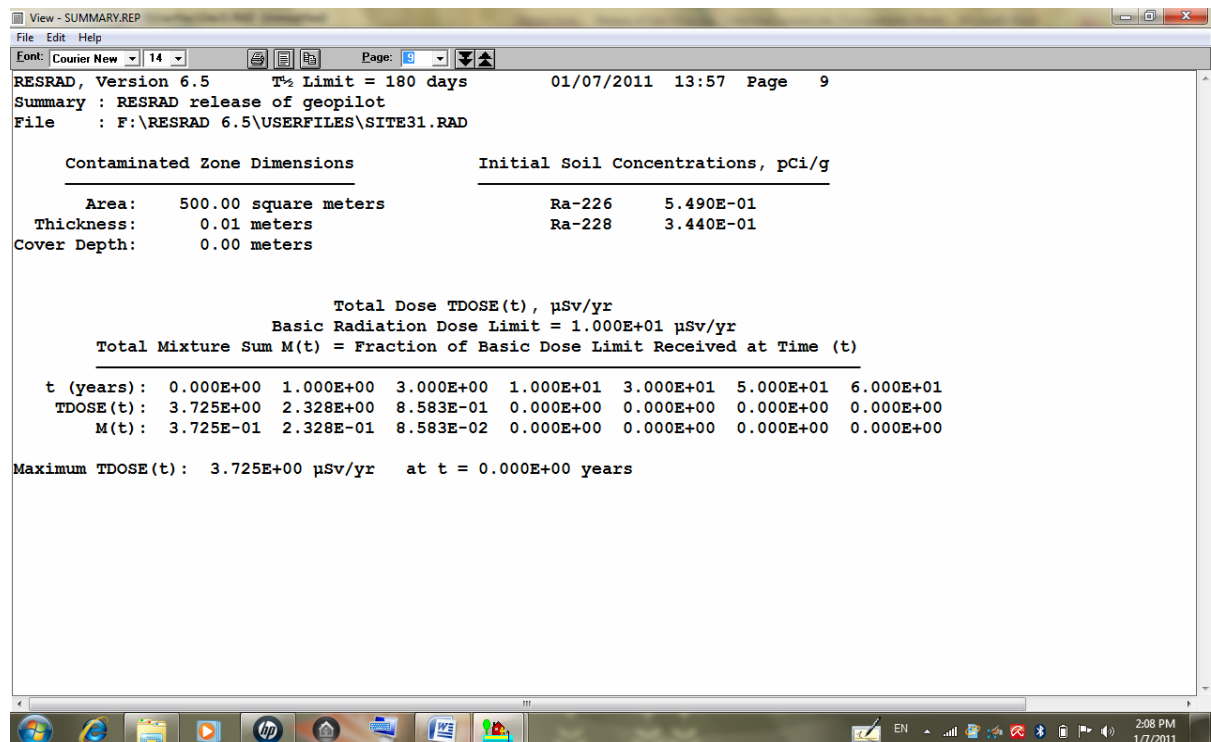 View - SUMMARY.REP
File Edit Help
Font: Courier New 14 Page: 9
RESRAD, Version 6.5 T½ Limit = 180 days 01/07/2011 13:57 Page 9
Summary : RESRAD release of geopilot
File : F:\RESRAD 6.5\USERFILES\SITE31.RAD
Contaminated Zone Dimensions Initial Soil Concentrations, pCi/g
Area: 500.00 square meters Ra-226 5.490E-01
Thickness: 0.01 meters Ra-228 3.440E-01
Cover Depth: 0.00 meters
Total Dose TDOSE(t), µSv/yr
Basic Radiation Dose Limit = 1.000E+01 µSv/yr
Total Mixture Sum M(t) = Fraction of Basic Dose Limit Received at Time (t)
t (years): 0.000E+00 1.000E+00 3.000E+00 1.000E+01 3.000E+01 5.000E+01 6.000E+01
TDOSE(t): 3.725E+00 2.328E+00 8.583E-01 0.000E+00 0.000E+00 0.000E+00 0.000E+00
M(t): 3.725E-01 2.328E-01 8.583E-02 0.000E+00 0.000E+00 0.000E+00 0.000E+00
Maximum TDOSE(t): 3.725E+00 µSv/yr at t = 0.000E+00 years
hp
W
EN
2:08 PM
1/7/2011